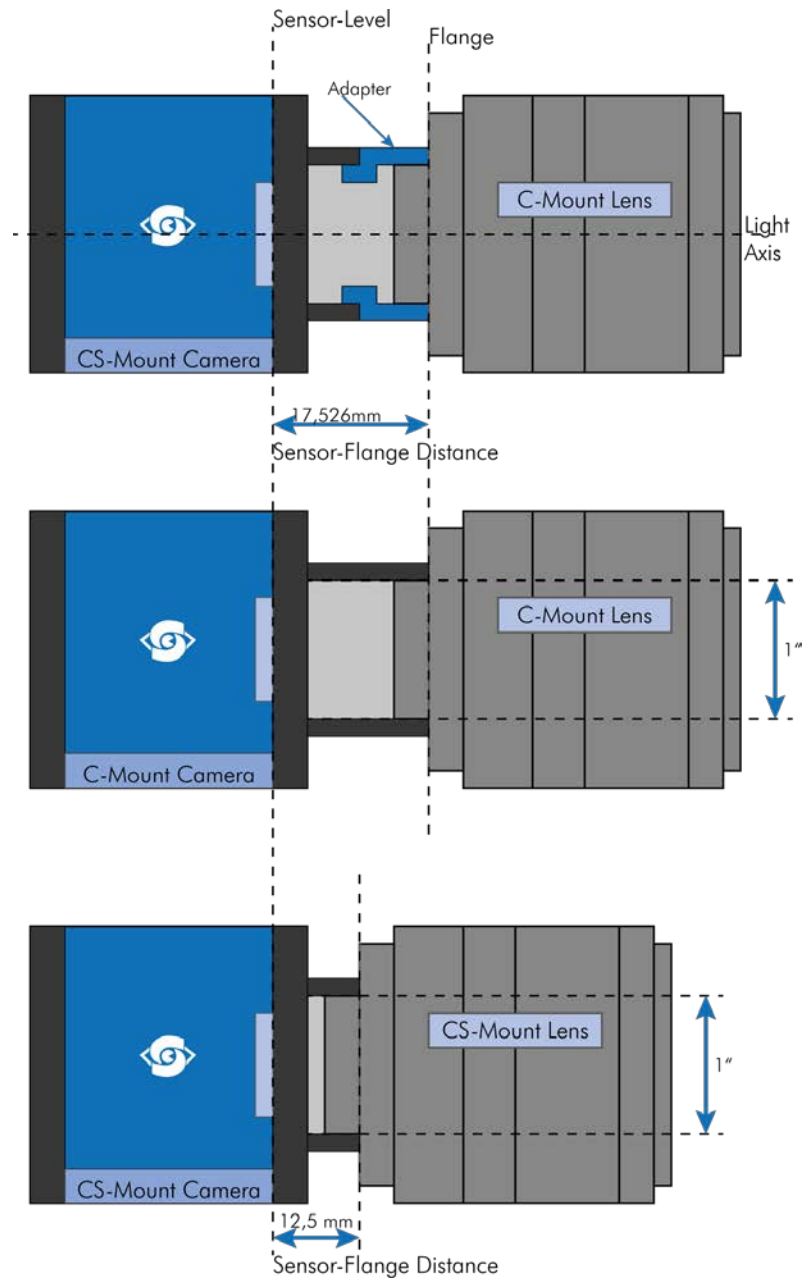 Sensor-Level
Flange
Adapter
C-Mount Lens
Light
Axis
CS-Mount Camera
17,526mm
Sensor-Flange Distance
C-Mount Lens
1"
C-Mount Camera
CS-Mount Lens
1"
CS-Mount Camera
12,5 mm
Sensor-Flange Distance